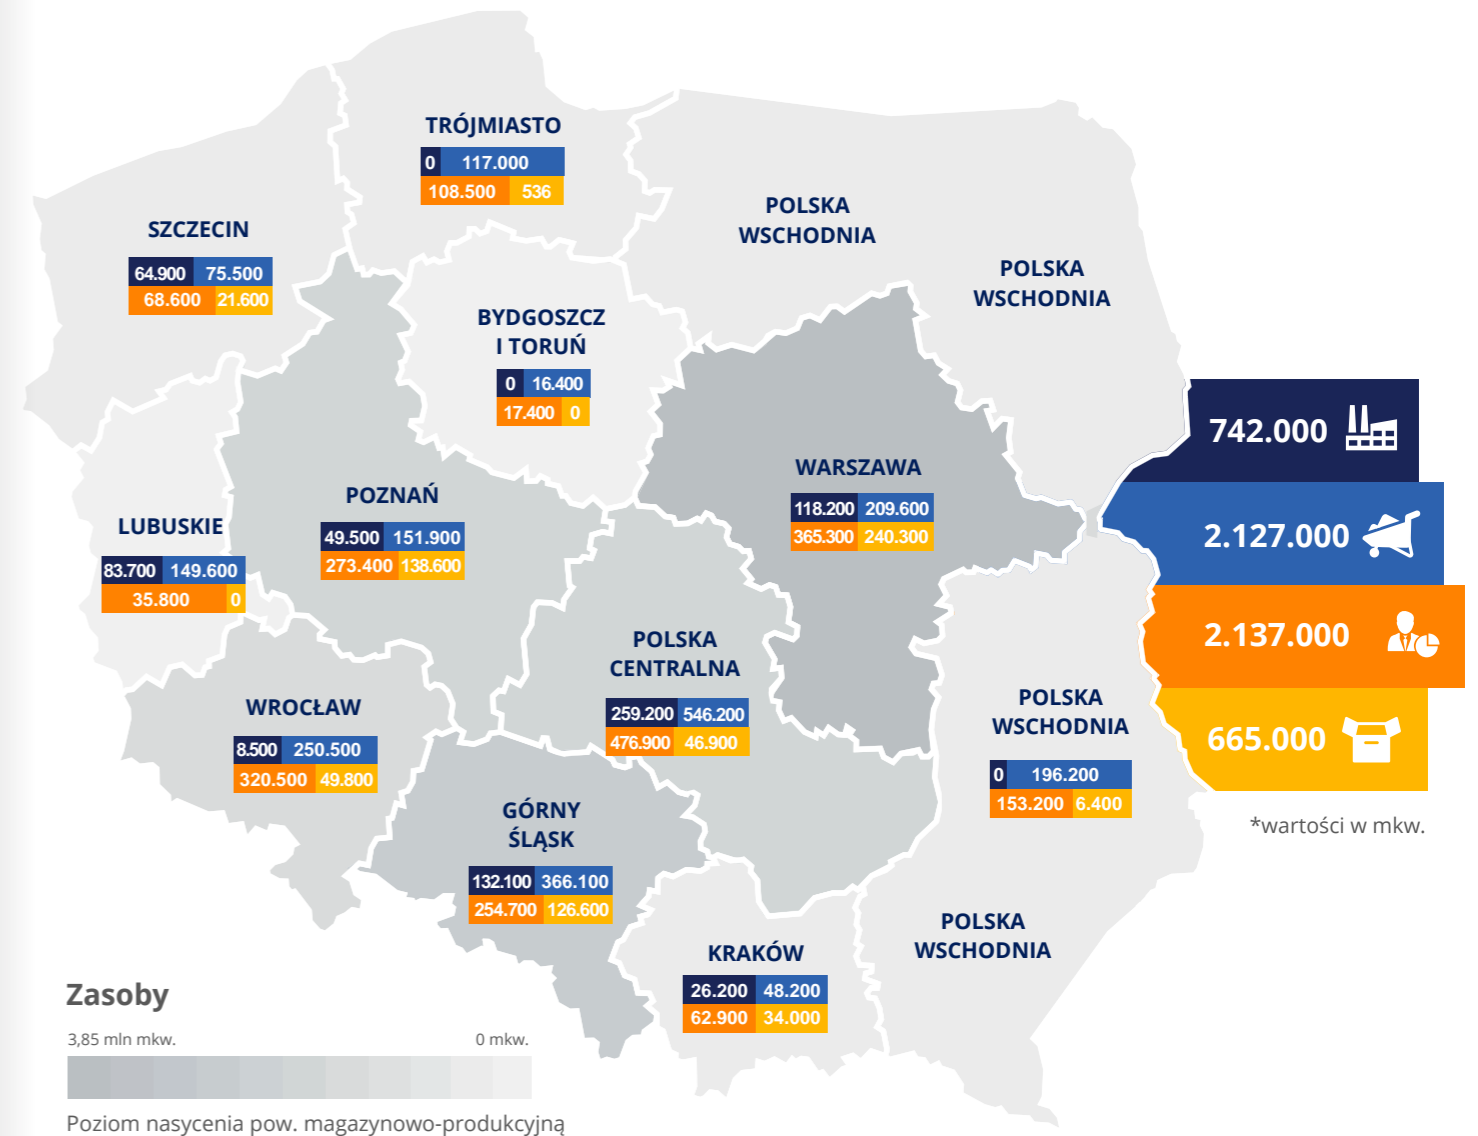 TRÓJMIASTO
0 117.000
108.500 536
SZCZECIN
64.900 75.500
68.600 21.600
POLSKA
WSCHODNIA
POLSKA
WSCHODNIA
BYDGOSZCZ
I TORUŃ
0 16.400
17.400 0
POZNAŃ
49.500 151.900
273.400 138.600
WARSZAWA
118.200 209.600
365.300 240.300
LUBUSKIE
83.700 149.600
35.800 0
742.000
2.127.000
2.137.000
665.000
*wartości w mkw.
POLSKA
CENTRALNA
259.200 546.200
476.900 46.900
WROCŁAW
8.500 250.500
320.500 49.800
POLSKA
WSCHODNIA
0 196.200
153.200 6.400
GÓRNY
ŚLĄSK
132.100 366.100
254.700 126.600
KRAKÓW
26.200 48.200
62.900 34.000
POLSKA
WSCHODNIA
Zasoby
3,85 mln mkw. 0 mkw.
Poziom nasycenia pow. magazynowo-produkcyjną